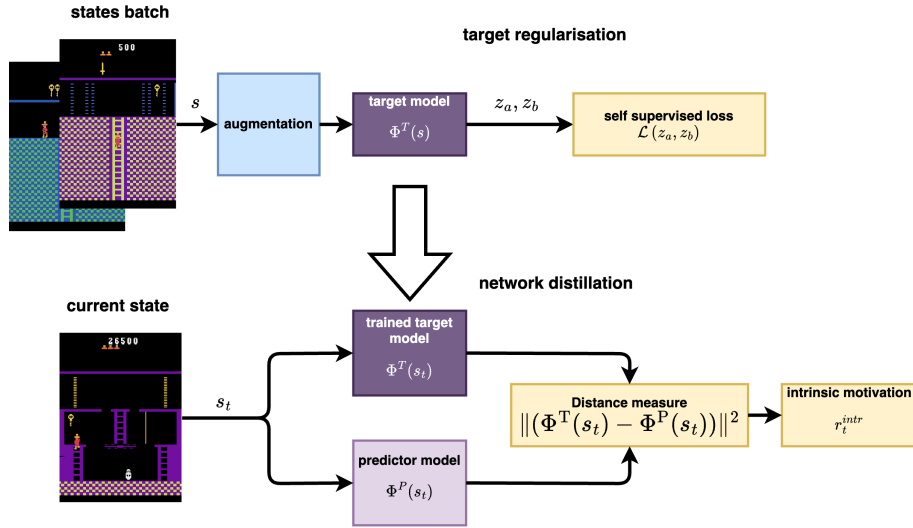 states batch
target regularisation
500
s
augmentation
target model
Φ^T(s)
z_a, z_b
self supervised loss
L (z_a, z_b)
network distillation
current state
26500
s_t
trained target
model
Φ^T(s_t)
Distance measure
‖(Φ^T(s_t) − Φ^P(s_t))‖²
intrinsic motivation
r_t^{intr}
predictor model
Φ^P(s_t)